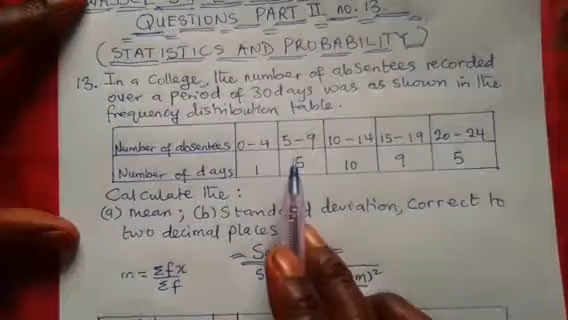 QUESTIONS PART II no. 13.
(STATISTICS AND PROBABILITY)
13. In a College, the number of absentees recorded
over a period of 30 days was as shown in the
frequency distribution table.
Number of absentees 0-4 5-9 10-14 15-19 20-24
Number of days 1 5 10 9 5
Calculate the:
(a) mean; (b) Standard deviation, correct to
two decimal places
m = Σfx
Σf
m)²